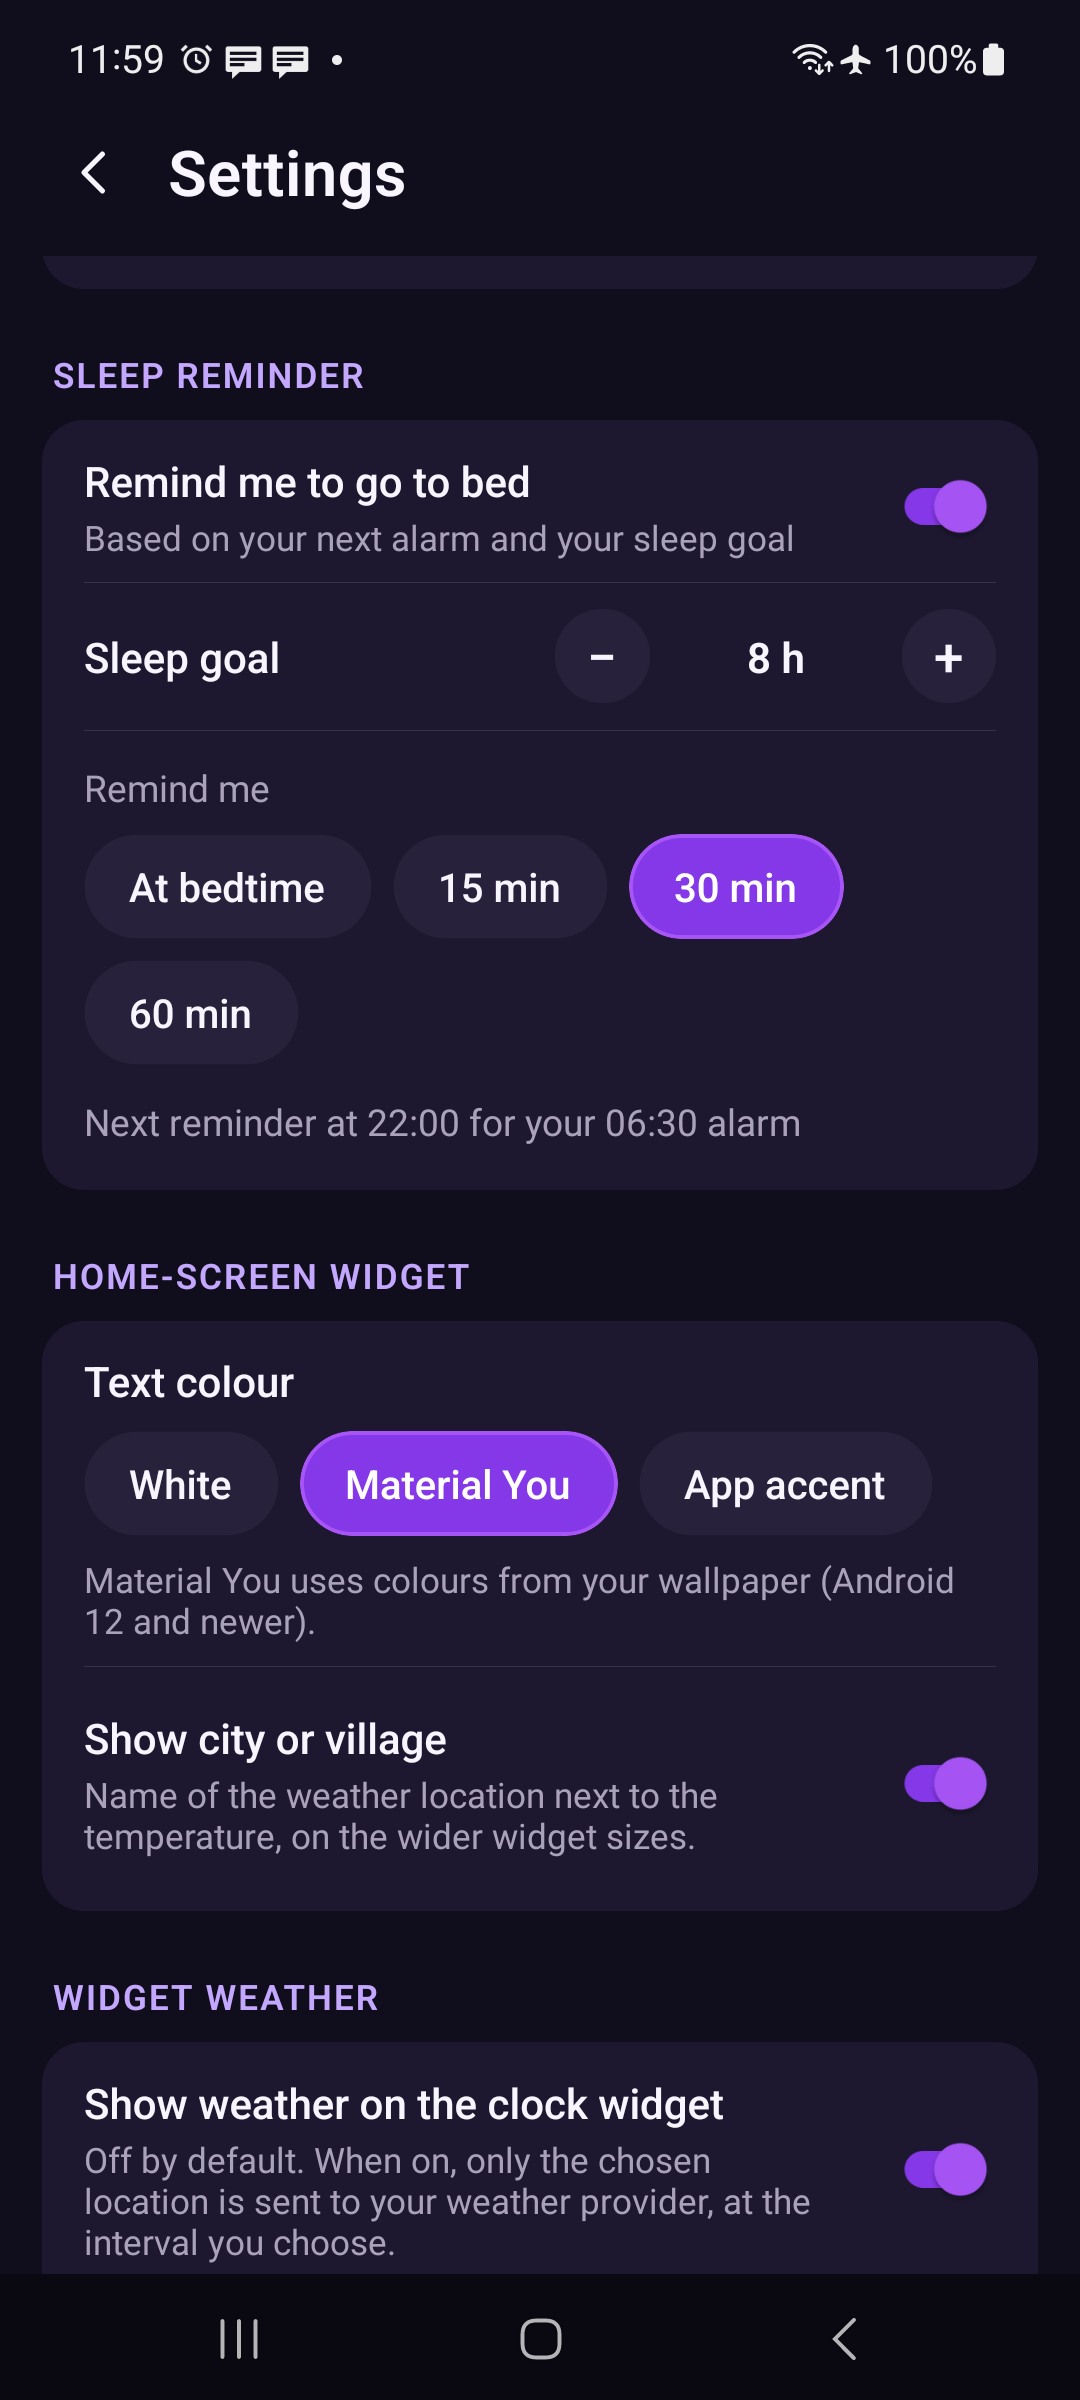 11:59 100%
Settings
SLEEP REMINDER
Remind me to go to bed
Based on your next alarm and your sleep goal
Sleep goal − 8 h +
Remind me
At bedtime 15 min 30 min
60 min
Next reminder at 22:00 for your 06:30 alarm
HOME-SCREEN WIDGET
Text colour
White Material You App accent
Material You uses colours from your wallpaper (Android
12 and newer).
Show city or village
Name of the weather location next to the
temperature, on the wider widget sizes.
WIDGET WEATHER
Show weather on the clock widget
Off by default. When on, only the chosen
location is sent to your weather provider, at the
interval you choose.